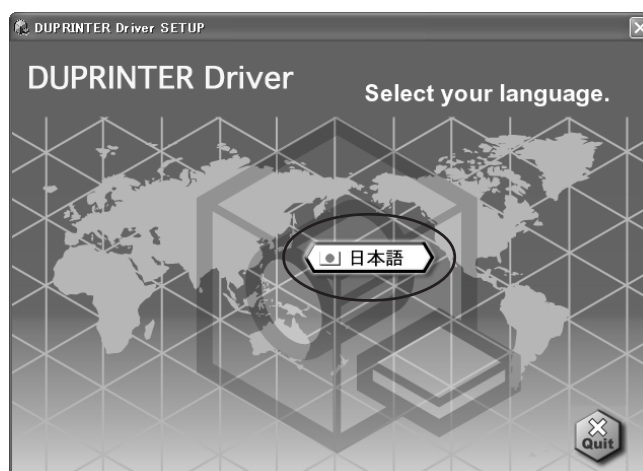 DUPRINTER Driver SETUP
DUPRINTER Driver
Select your language.
日本語
Quit